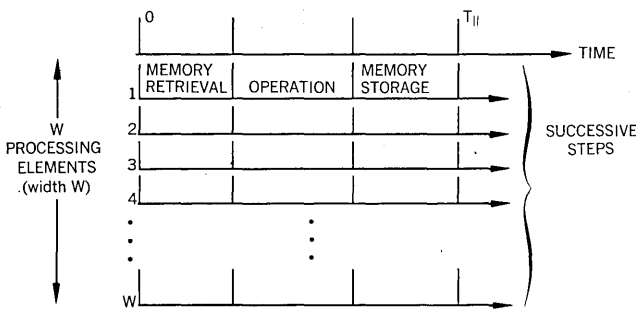 0
T||
TIME
MEMORY
RETRIEVAL
OPERATION
MEMORY
STORAGE
1
2
3
4
W
W
PROCESSING
ELEMENTS
(width W)
SUCCESSIVE
STEPS